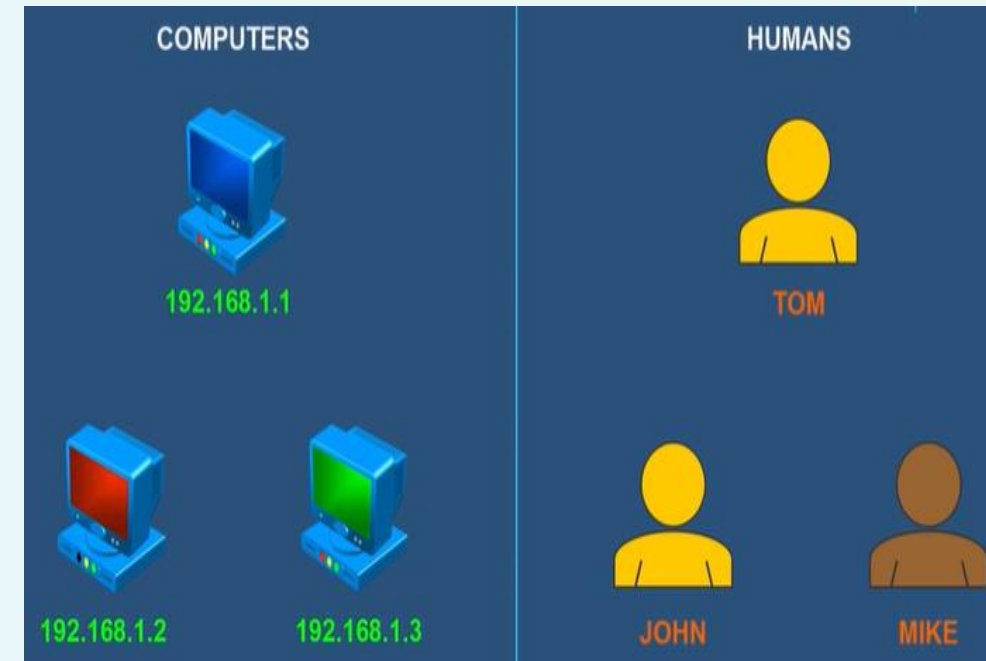 COMPUTERS
192.168.1.1
192.168.1.2
192.168.1.3
HUMANS
TOM
JOHN
MIKE